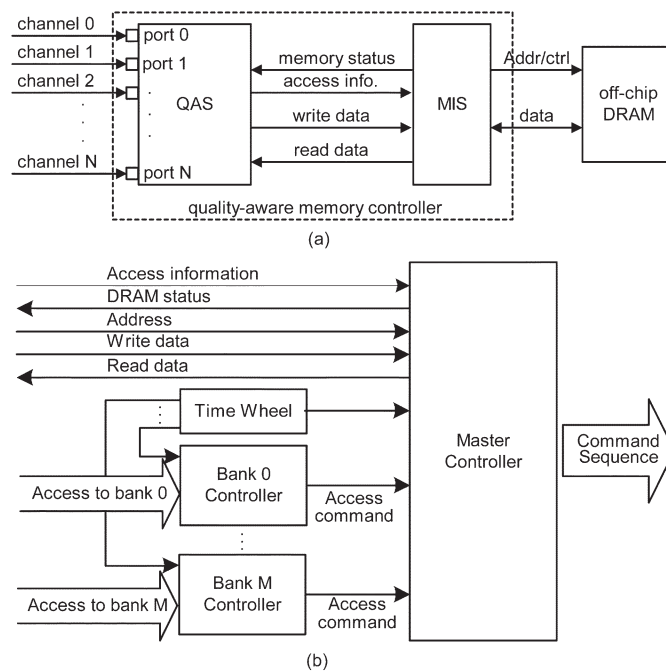 channel 0
port 0
channel 1
port 1
channel 2
channel N
port N
QAS
memory status
access info.
write data
read data
MIS
Addr/ctrl
data
off-chip
DRAM
quality-aware memory controller
(a)
Access information
DRAM status
Address
Write data
Read data
Time Wheel
Master
Controller
Command
Sequence
Bank 0
Controller
Access to bank 0
Access
command
Bank M
Controller
Access to bank M
Access
command
(b)